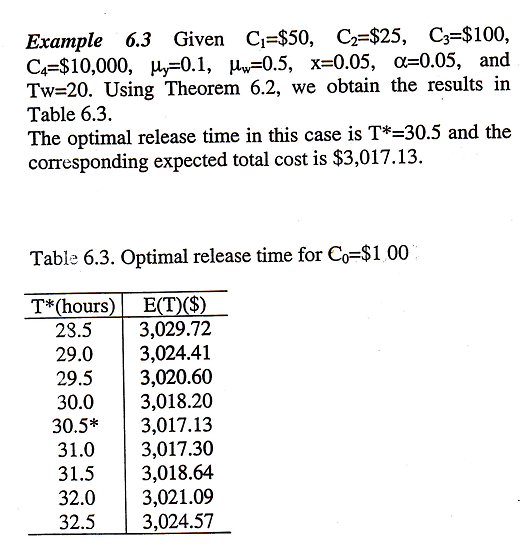 Example 6.3 Given C₁=$50, C₂=$25, C₃=$100,
C₄=$10,000, μy=0.1, μw=0.5, x=0.05, α=0.05, and
Tw=20. Using Theorem 6.2, we obtain the results in
Table 6.3.
The optimal release time in this case is T*=30.5 and the
corresponding expected total cost is $3,017.13.
Table 6.3. Optimal release time for C₀=$1 00
T*(hours) E(T)($)
28.5 3,029.72
29.0 3,024.41
29.5 3,020.60
30.0 3,018.20
30.5* 3,017.13
31.0 3,017.30
31.5 3,018.64
32.0 3,021.09
32.5 3,024.57